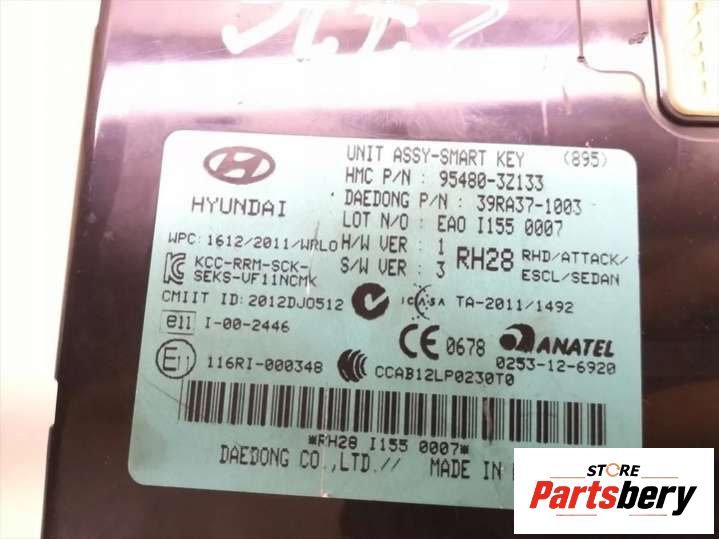 UNIT ASSY-SMART KEY (895)
HMC P/N : 95480-3Z133
DAEDONG P/N : 39RA37-1003
LOT N/O : EAO I155 0007
HYUNDAI
WPC: 1612/2011/WRLO
H/W VER : 1
S/W VER : 3
RH28 RHD/ATTACK/
ESCL/SEDAN
KCC-RRM-SCK-
SEKS-UF11NCMK
CMIIT ID: 2012DJ0512
ICASA TA-2011/1492
e11 I-00-2446
CE 0678 ANATEL
0253-12-6920
E11 116RI-000348
CCAB12LP0230T0
*RH28 I155 0007*
DAEDONG CO.,LTD.// MADE IN
STORE
Partsbery